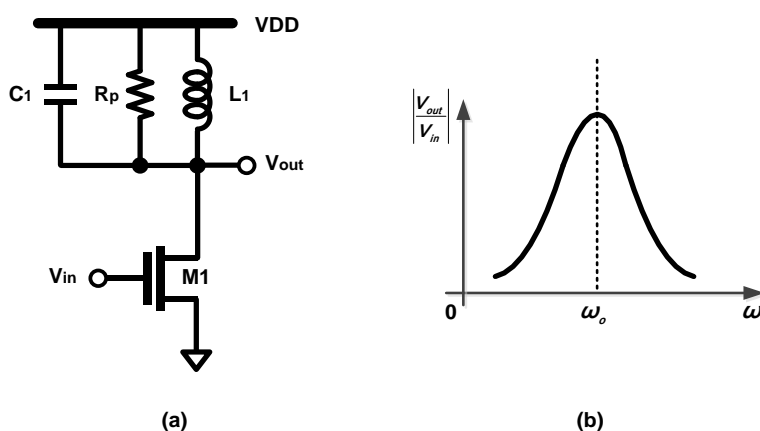 VDD
C1
Rp
L1
Vout
Vin
M1
(a)
|Vout/Vin|
0
ωo
ω
(b)